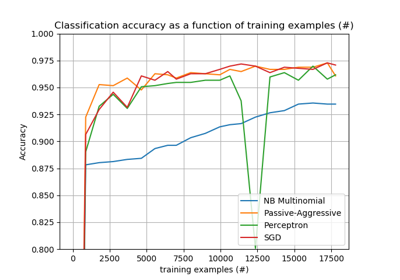 Classification accuracy as a function of training examples (#)
1.000
0.975
0.950
0.925
0.900
0.875
0.850
0.825
0.800
Accuracy
NB Multinomial
Passive-Aggressive
Perceptron
SGD
0 2500 5000 7500 10000 12500 15000 17500
training examples (#)